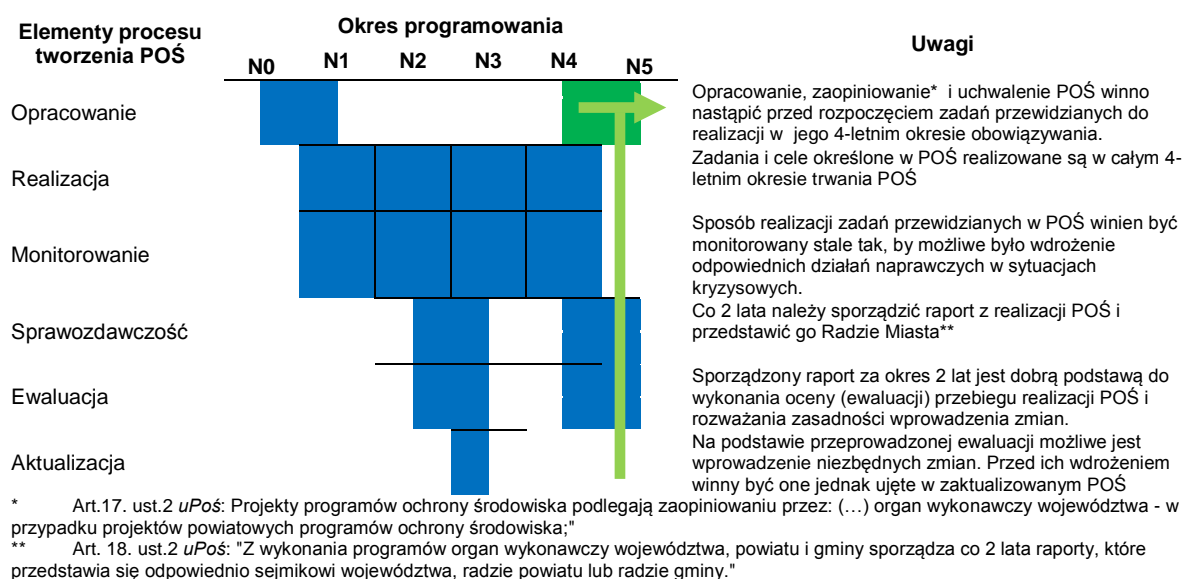 Elementy procesu
tworzenia POŚ
Okres programowania
Uwagi
N0 N1 N2 N3 N4 N5
Opracowanie
Opracowanie, zaopiniowanie* i uchwalenie POŚ winno
nastąpić przed rozpoczęciem zadań przewidzianych do
realizacji w jego 4-letnim okresie obowiązywania.
Realizacja
Zadania i cele określone w POŚ realizowane są w całym 4-
letnim okresie trwania POŚ
Monitorowanie
Sposób realizacji zadań przewidzianych w POŚ winien być
monitorowany stale tak, by możliwe było wdrożenie
odpowiednich działań naprawczych w sytuacjach
kryzysowych.
Sprawozdawczość
Co 2 lata należy sporządzić raport z realizacji POŚ i
przedstawić go Radzie Miasta**
Ewaluacja
Sporządzony raport za okres 2 lat jest dobrą podstawą do
wykonania oceny (ewaluacji) przebiegu realizacji POŚ i
rozważania zasadności wprowadzenia zmian.
Aktualizacja
Na podstawie przeprowadzonej ewaluacji możliwe jest
wprowadzenie niezbędnych zmian. Przed ich wdrożeniem
winny być one jednak ujęte w zaktualizowanym POŚ
* Art.17. ust.2 uPoś: Projekty programów ochrony środowiska podlegają zaopiniowaniu przez: (…) organ wykonawczy województwa - w
przypadku projektów powiatowych programów ochrony środowiska;"
** Art. 18. ust.2 uPoś: "Z wykonania programów organ wykonawczy województwa, powiatu i gminy sporządza co 2 lata raporty, które
przedstawia się odpowiednio sejmikowi województwa, radzie powiatu lub radzie gminy."